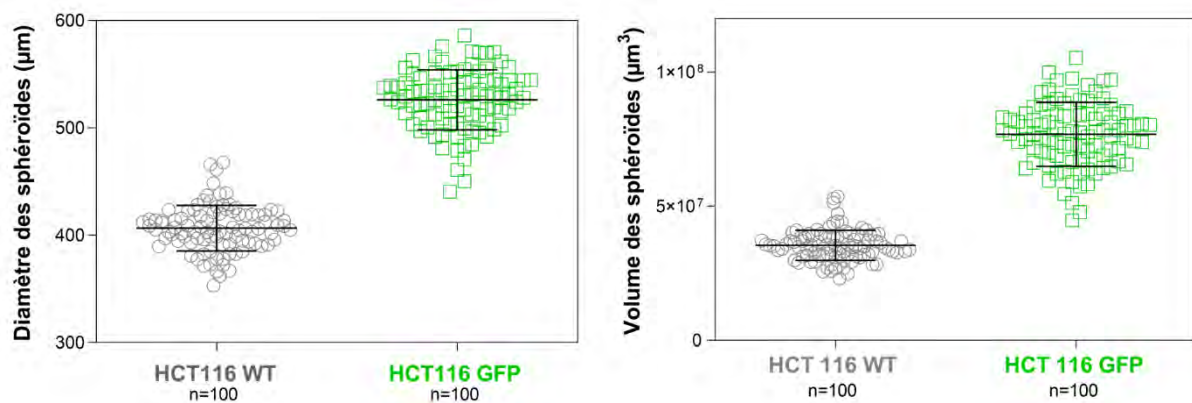 Diamètre des sphéroïdes (µm)
600
500
400
300
HCT116 WT
n=100
HCT116 GFP
n=100
Volume des sphéroïdes (µm³)
1×10⁸
5×10⁷
0
HCT 116 WT
n=100
HCT 116 GFP
n=100